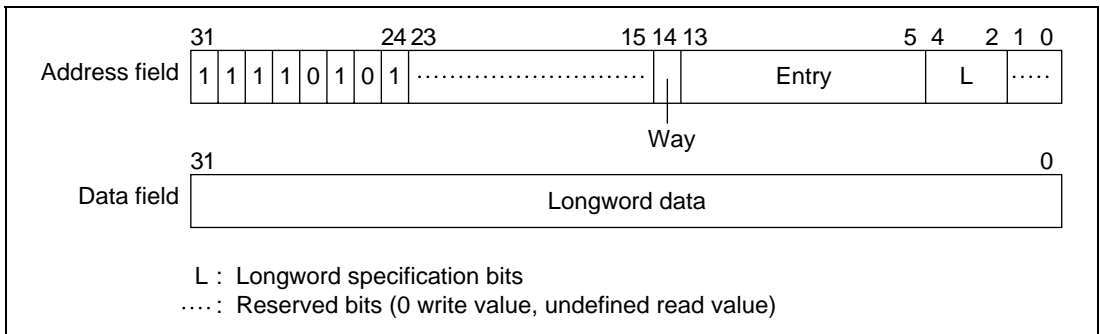 31 24 23 15 14 13 5 4 2 1 0
Address field 1 1 1 1 0 1 0 1 Entry L
Way
31 0
Data field Longword data
L : Longword specification bits
···· : Reserved bits (0 write value, undefined read value)